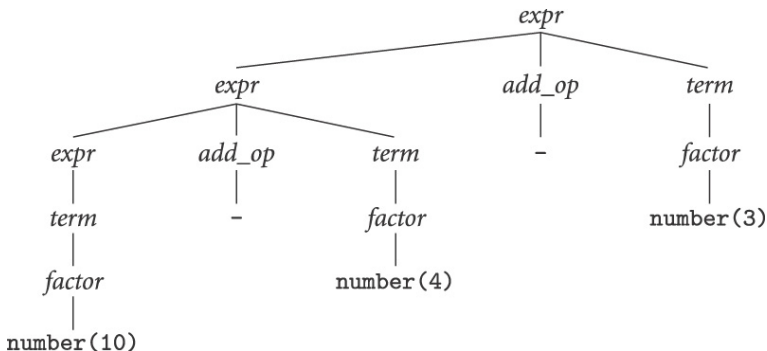 expr
expr add_op term
expr add_op term - factor
term - factor number(3)
factor number(4)
number(10)